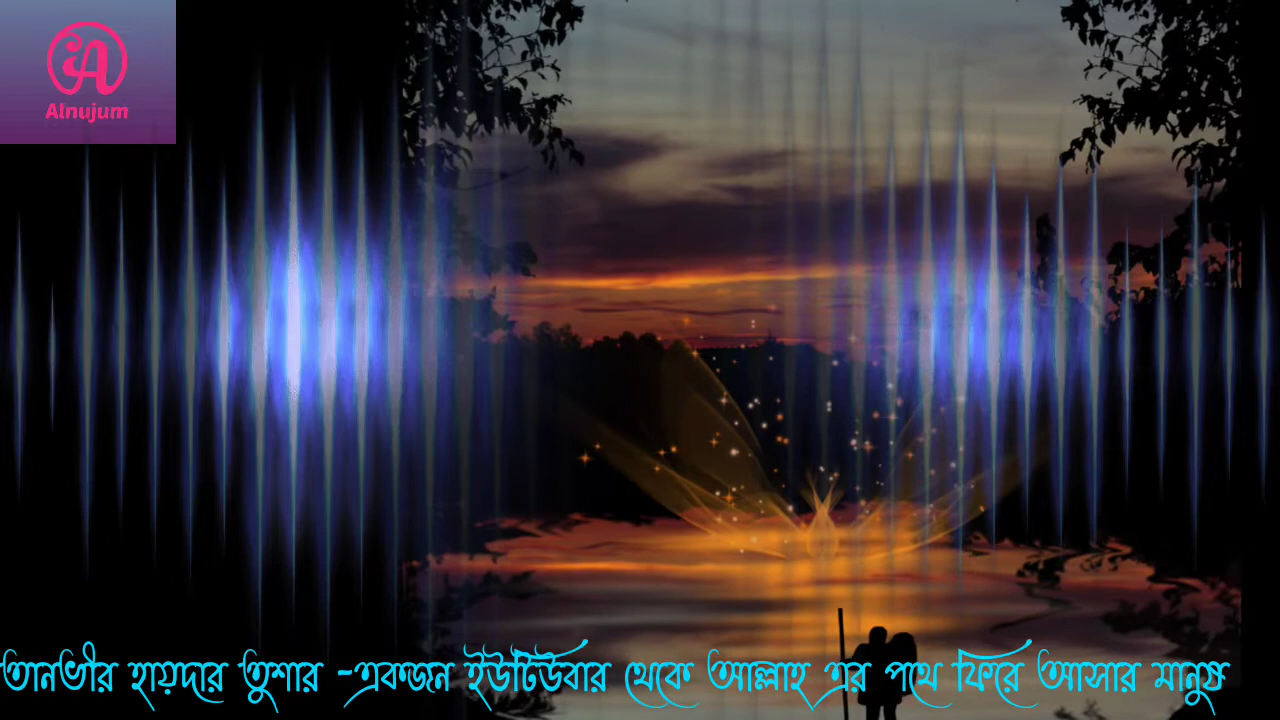 Alnujum
তানভীর হায়দার তুশার -একজন ইউটিউবার থেকে আল্লাহ এর পথে ফিরে আসার মানুষ